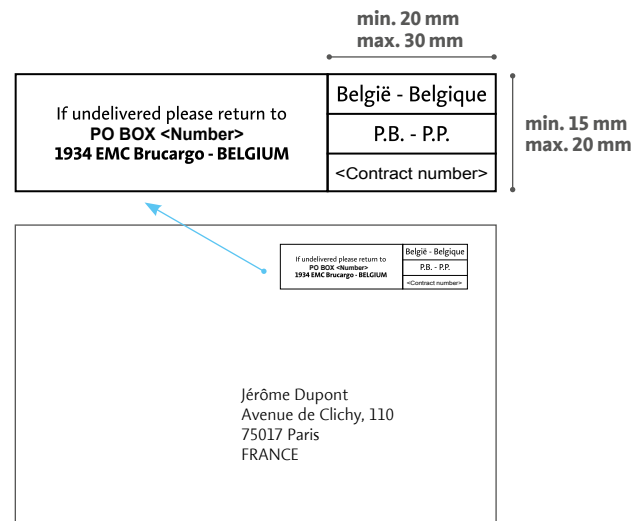 min. 20 mm
max. 30 mm
If undelivered please return to
PO BOX <Number>
1934 EMC Brucargo - BELGIUM
België - Belgique
P.B. - P.P.
<Contract number>
min. 15 mm
max. 20 mm
If undelivered please return to
PO BOX <Number>
1934 EMC Brucargo - BELGIUM
België - Belgique
P.B. - P.P.
<Contract number>
Jérôme Dupont
Avenue de Clichy, 110
75017 Paris
FRANCE